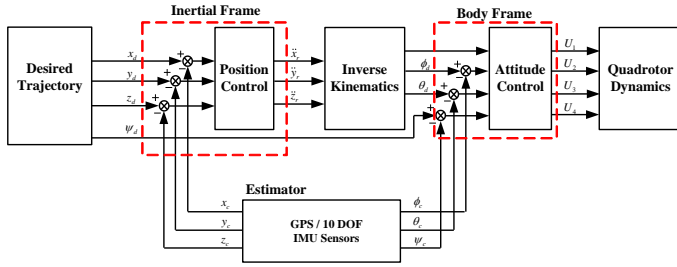 Inertial Frame
Body Frame
Desired
Trajectory
x_d
y_d
z_d
ψ_d
+
−
+
−
+
−
Position
Control
ẍ_r
ÿ_r
z̈_r
Inverse
Kinematics
ϕ_d
θ_d
+
−
+
−
+
−
Attitude
Control
U_1
U_2
U_3
U_4
Quadrotor
Dynamics
Estimator
x_c
y_c
z_c
GPS / 10 DOF
IMU Sensors
ϕ_c
θ_c
ψ_c